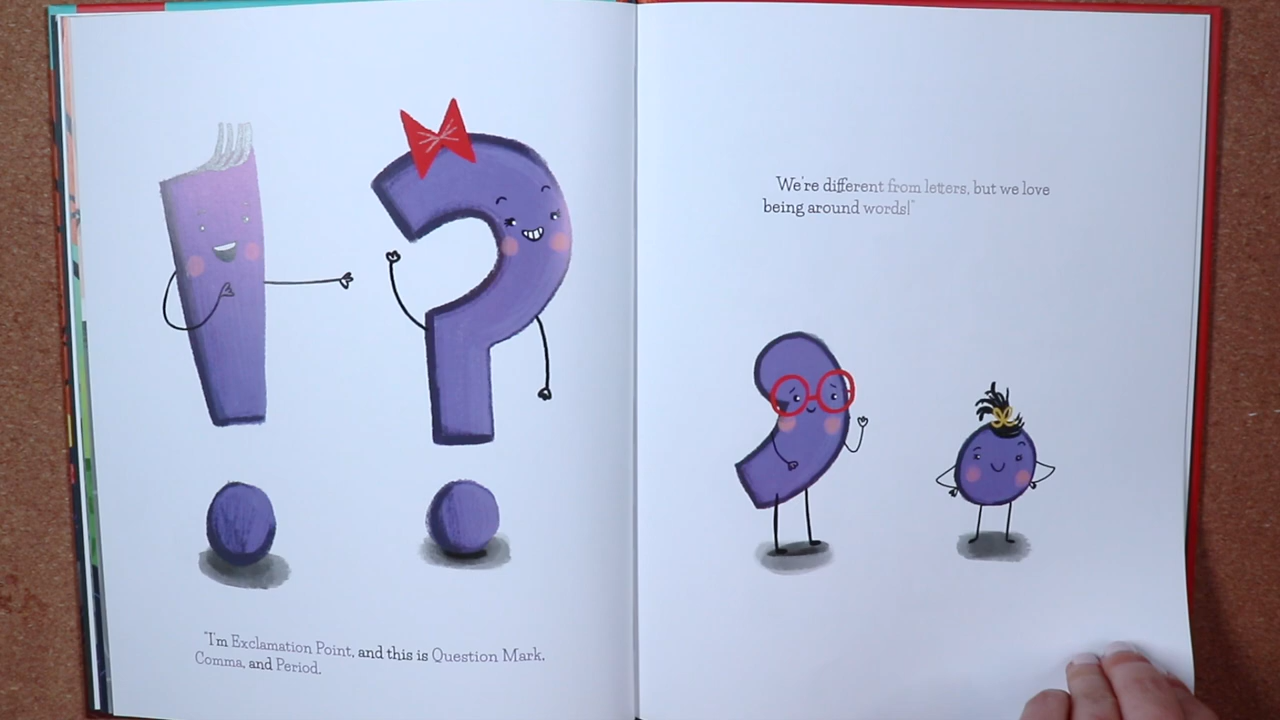 "I'm Exclamation Point, and this is Question Mark,
Comma, and Period.
"We're different from letters, but we love
being around words!"